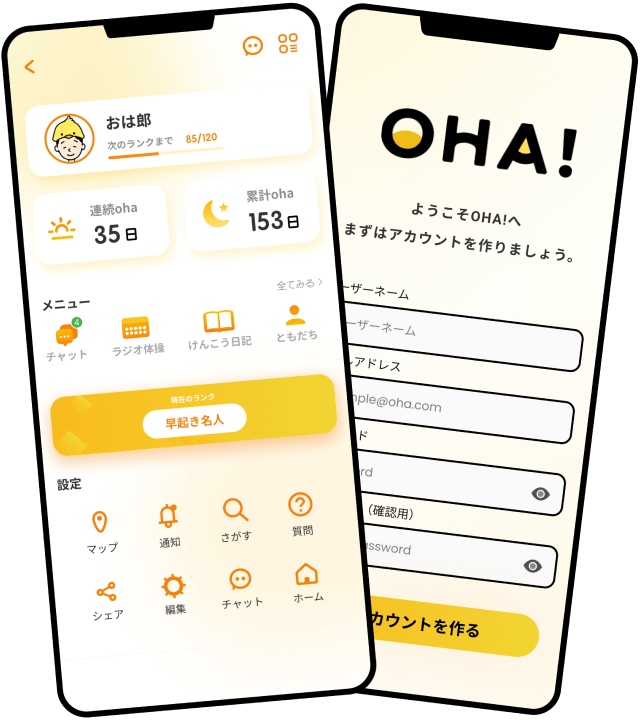 おは郎
次のランクまで 85/120
連続oha
35日
累計oha
153日
メニュー
全てみる
4
チャット
ラジオ体操
けんこう日記
ともだち
現在のランク
早起き名人
設定
マップ
通知
さがす
質問
シェア
編集
チャット
ホーム
OHA!
ようこそOHA!へ
まずはアカウントを作りましょう。
ーザーネーム
ーザーネーム
ルアドレス
mple@oha.com
ド
rd
（確認用）
assword
カウントを作る